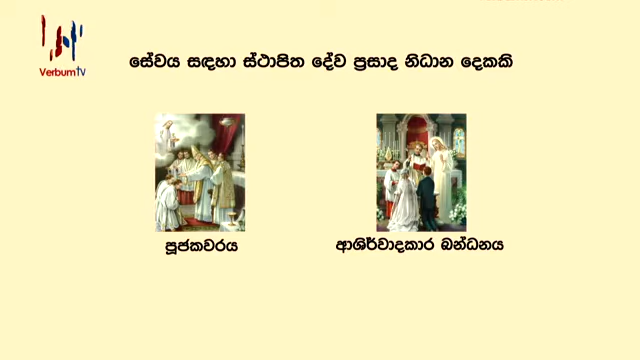 VerbumTV
සේවය සඳහා ස්ථාපිත දේව ප්‍රසාද නිධාන දෙකකි
පූජකවරය
ආශිර්වාදකාර බන්ධනය